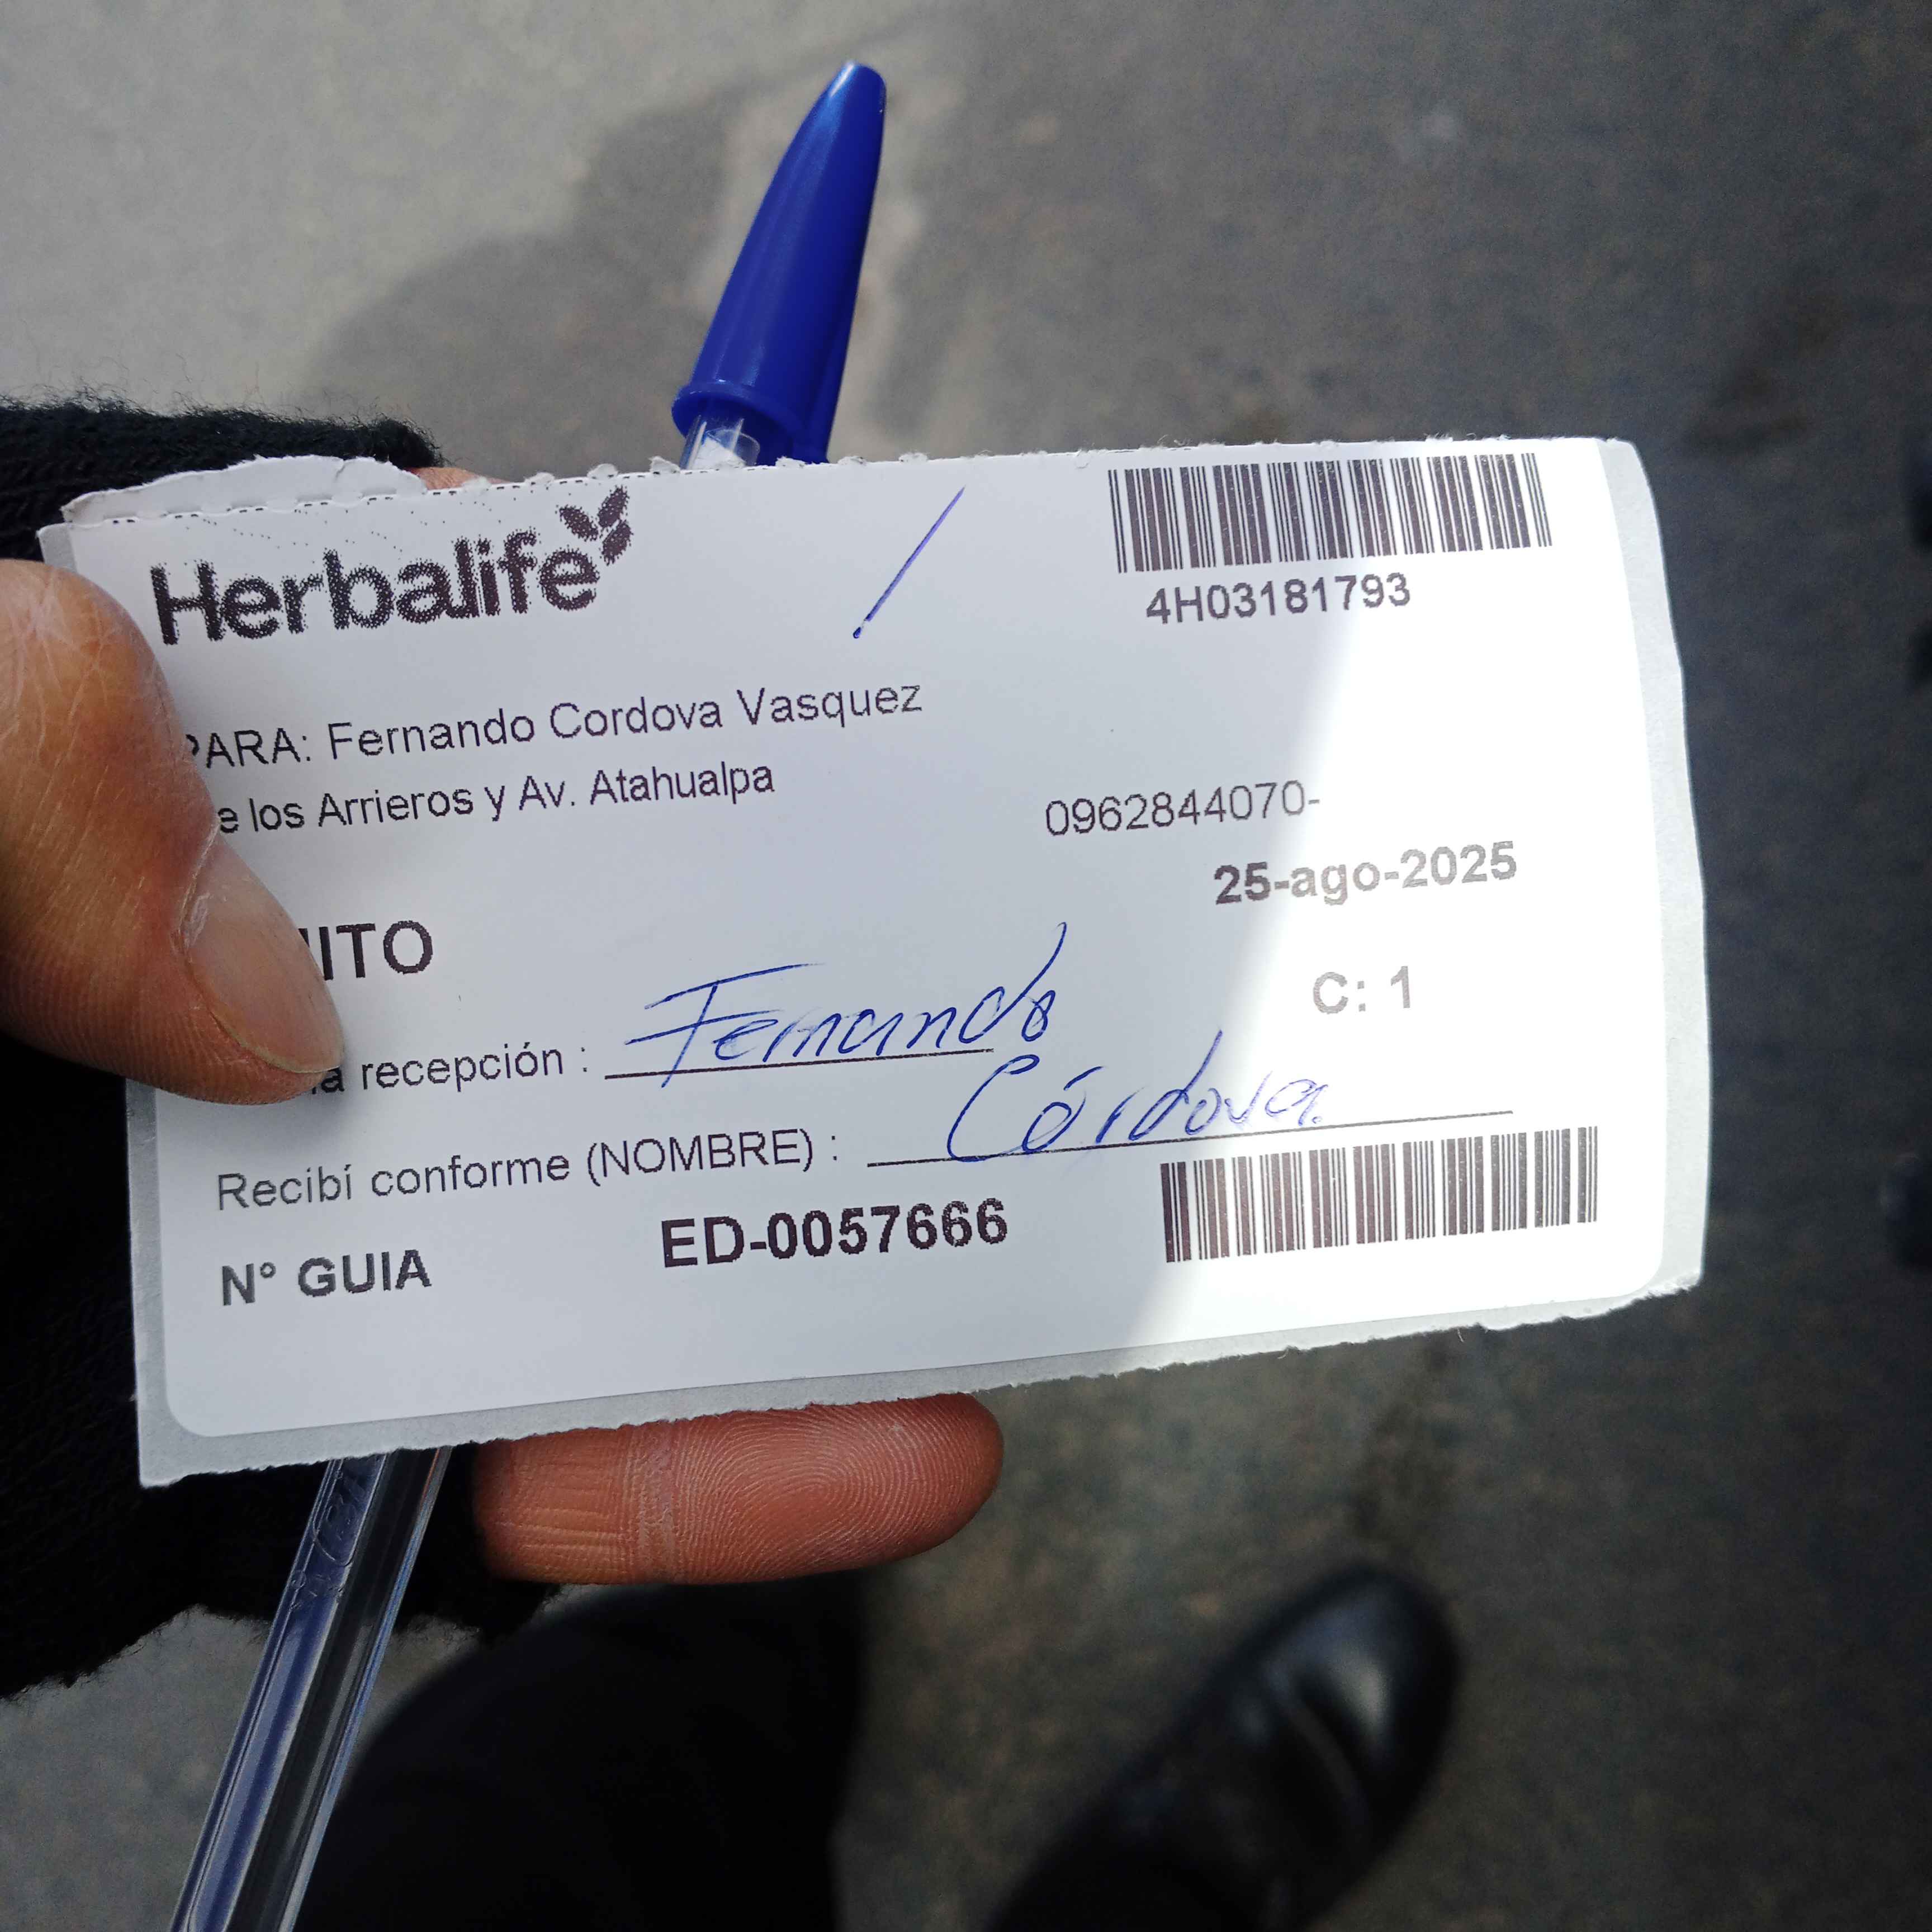 Herbalife
4H03181793
PARA: Fernando Cordova Vasquez
los Arrieros y Av. Atahualpa
0962844070-
25-ago-2025
C: 1
recepción : Fernando
Recibí conforme (NOMBRE) : Córdova
N° GUIA ED-0057666